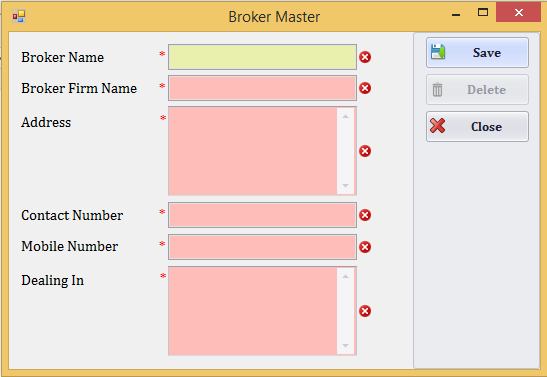 Broker Master
Broker Name *
Broker Firm Name *
Address *
Contact Number *
Mobile Number *
Dealing In *
Save
Delete
Close